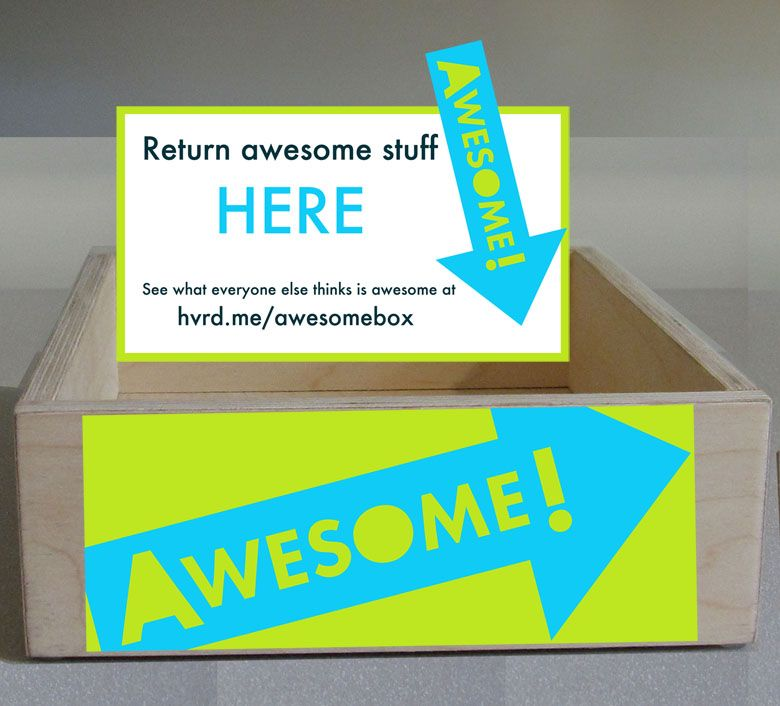 Return awesome stuff
HERE
AWESOME!
See what everyone else thinks is awesome at
hvrd.me/awesomebox
AWESOME!